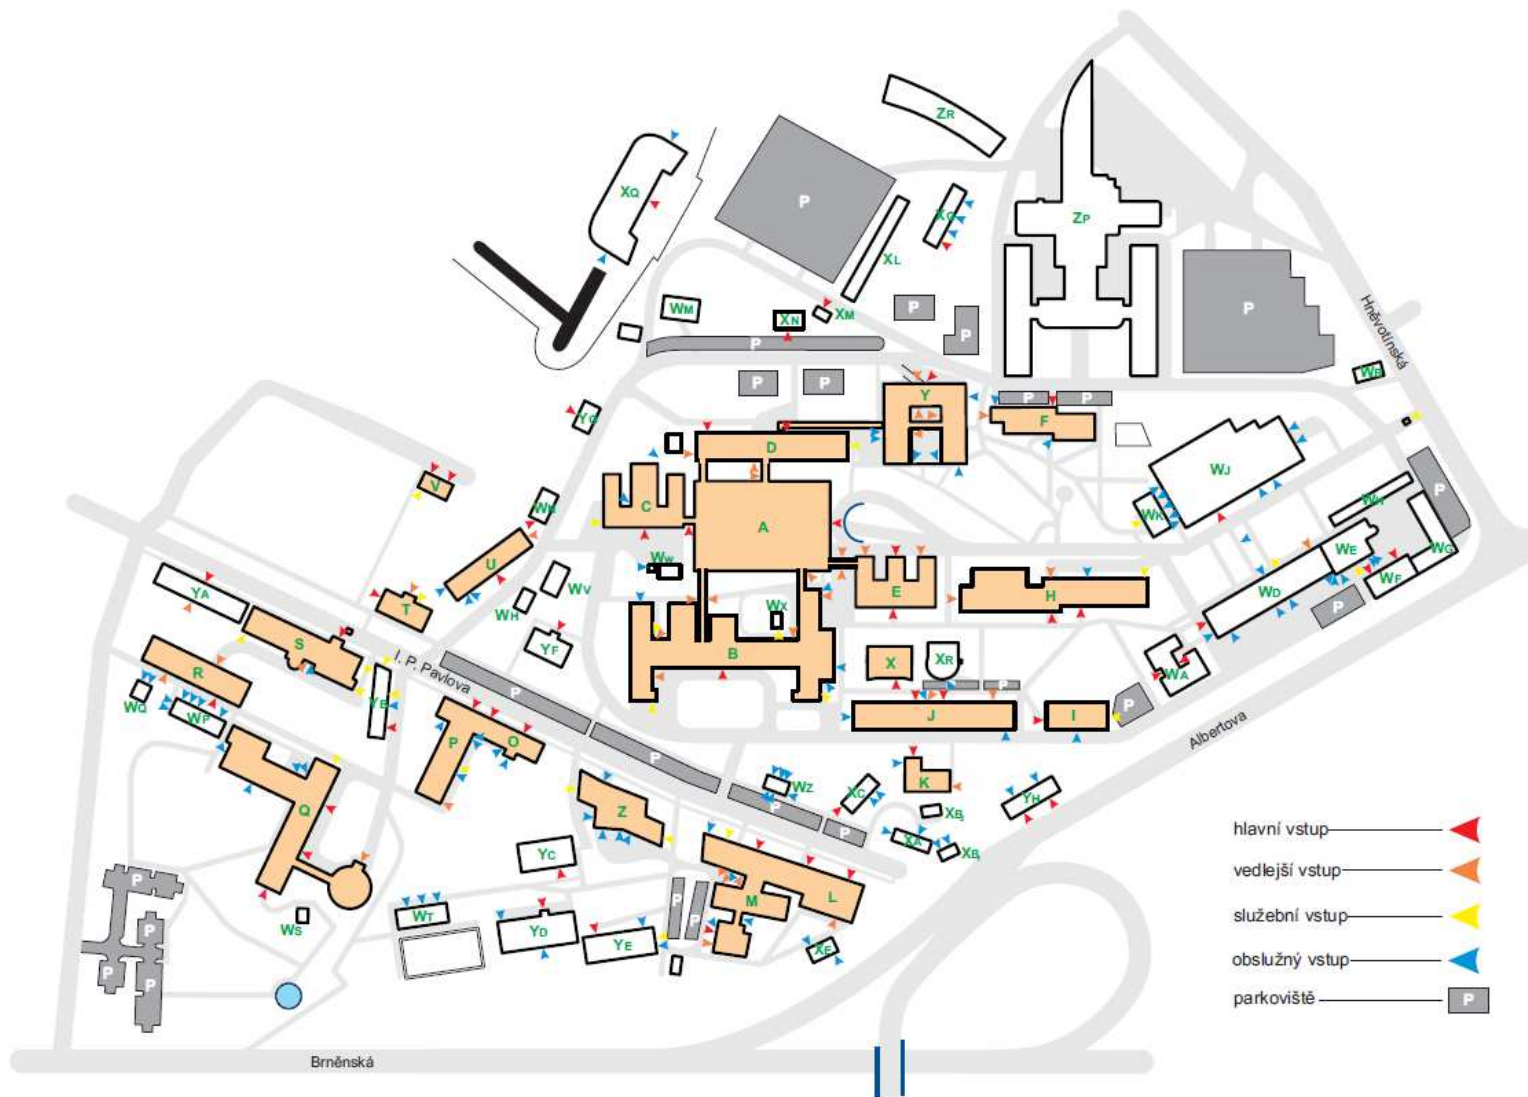 ZR
XQ
P
XO
ZP
XL
WM
XN
XM
P
P
Hněvotínská
P
P
P
WB
YG
Y
P
P
F
D
WJ
V
C
A
WN
WK
P
WH
WG
WE
U
WW
WV
WF
YA
E
H
WD
WH
WX
P
T
S
YF
B
X
XR
WA
R
I. P. Pavlova
P
P
P
WQ
YB
WP
P
O
J
I
P
Albertova
P
K
WZ
XC
YH
P
P
Q
Z
XB
XA
XB
YC
hlavní vstup
vedlejší vstup
služební vstup
obslužný vstup
parkoviště
P
P
P
P
P
P
WS
WT
YD
YE
P
P
M
L
XE
Brněnská